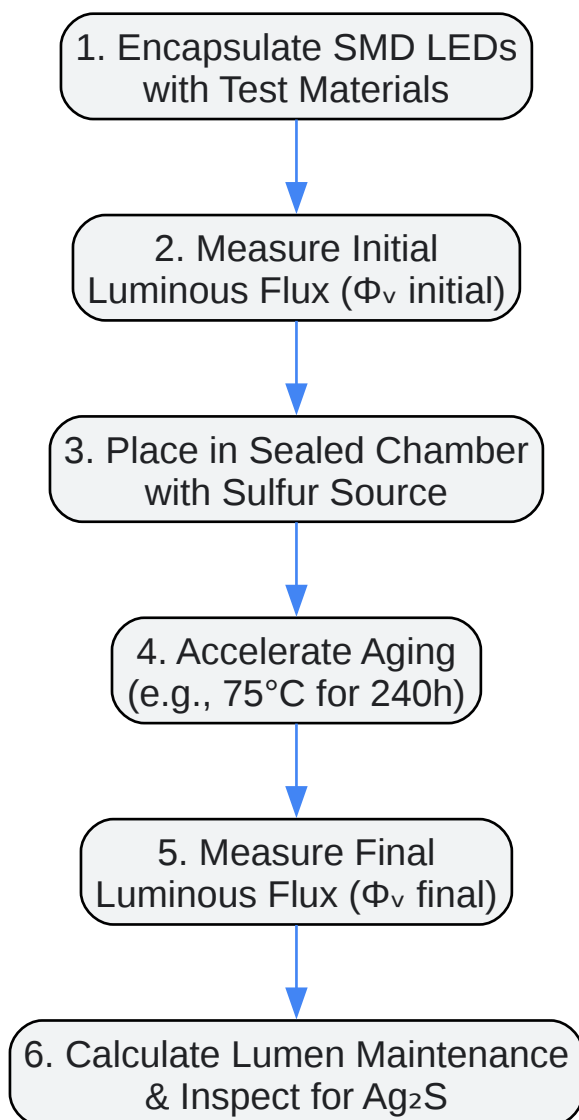 1. Encapsulate SMD LEDs
with Test Materials
2. Measure Initial
Luminous Flux (Φᵥ initial)
3. Place in Sealed Chamber
with Sulfur Source
4. Accelerate Aging
(e.g., 75°C for 240h)
5. Measure Final
Luminous Flux (Φᵥ final)
6. Calculate Lumen Maintenance
& Inspect for Ag₂S